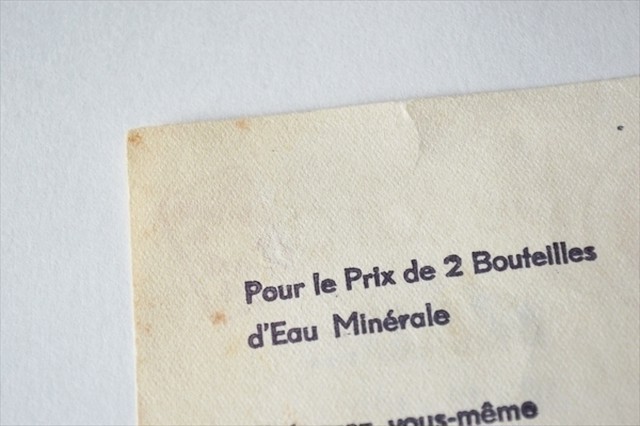 Pour le Prix de 2 Bouteilles
d'Eau Minérale
vous-même